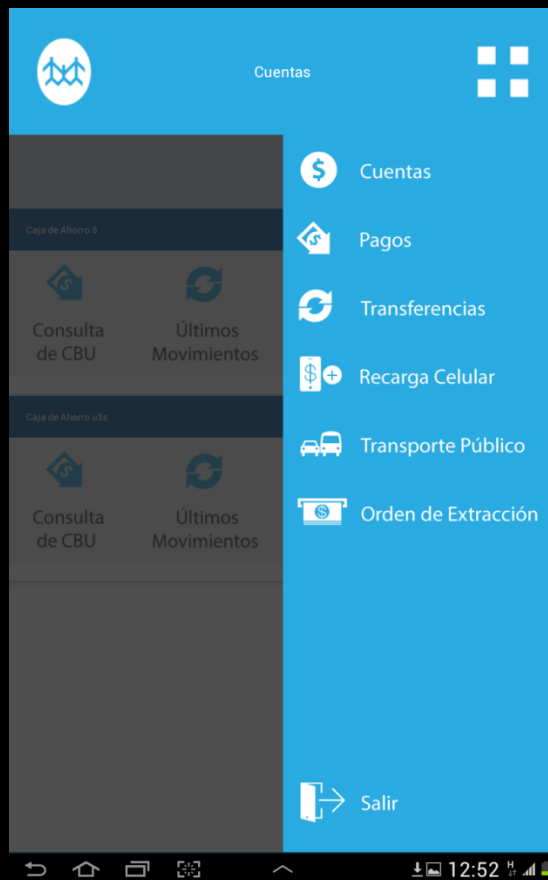 Cuentas
Cuentas
Pagos
Transferencias
Recarga Celular
Transporte Público
Orden de Extracción
Salir
Caja de Ahorro $
Consulta
de CBU
Últimos
Movimientos
Caja de Ahorro u$s
Consulta
de CBU
Últimos
Movimientos
12:52
H